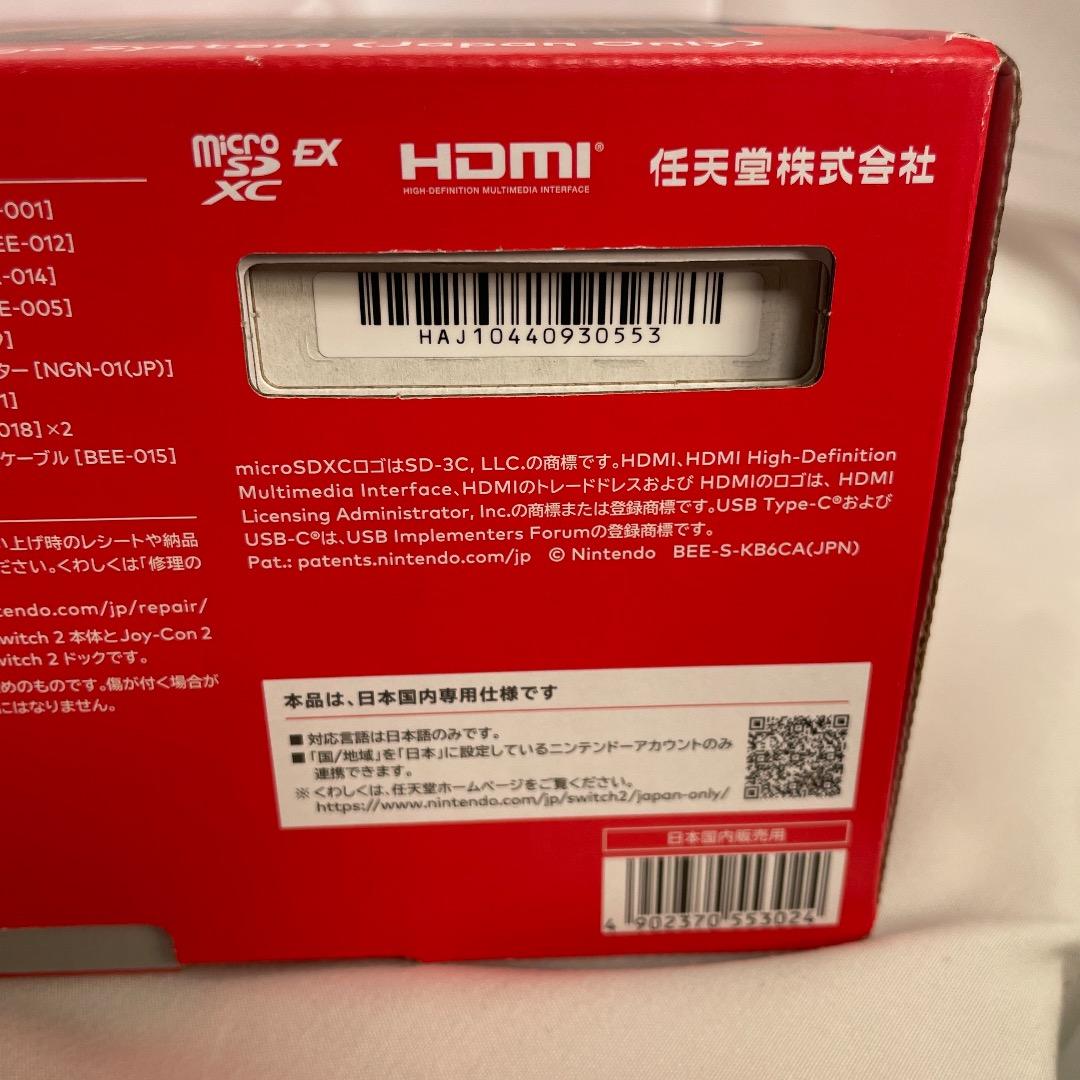 System (Japan Only)
micro SD XC EX
HDMI®
HIGH-DEFINITION MULTIMEDIA INTERFACE
任天堂株式会社
-001]
EE-012]
-014]
E-005]
ター [NGN-01(JP)]
1]
018]×2
ケーブル [BEE-015]
HAJ10440930553
microSDXCロゴはSD-3C, LLC.の商標です。HDMI、HDMI High-Definition
Multimedia Interface、HDMIのトレードドレスおよび HDMIのロゴは、HDMI
Licensing Administrator, Inc.の商標または登録商標です。USB Type-C®および
USB-C®は、USB Implementers Forumの登録商標です。
Pat.: patents.nintendo.com/jp © Nintendo BEE-S-KB6CA(JPN)
い上げ時のレシートや納品
ださい。くわしくは「修理の
tendo.com/jp/repair/
witch 2 本体とJoy-Con 2
witch 2 ドックです。
めのものです。傷が付く場合が
にはなりません。
本品は、日本国内専用仕様です
■ 対応言語は日本語のみです。
■ 「国/地域」を「日本」に設定しているニンテンドーアカウントのみ
連携できます。
※ くわしくは、任天堂ホームページをご覧ください。
https://www.nintendo.com/jp/switch2/japan-only/
日本国内販売用
4 902370 553024